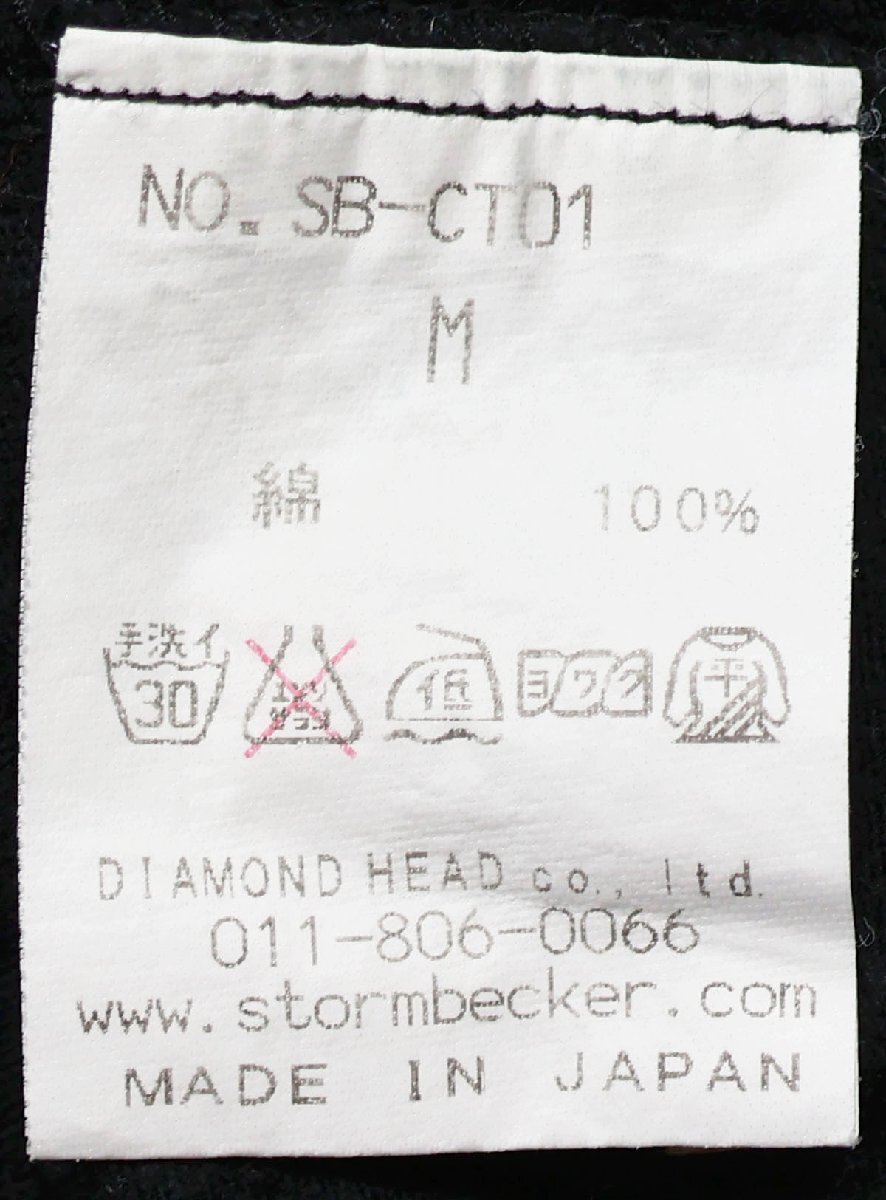 NO. SB-CT01
M
綿 100%
手洗イ
30 低 ヨワク 平
DIAMOND HEAD co., ltd.
011-806-0066
www.stormbecker.com
MADE IN JAPAN